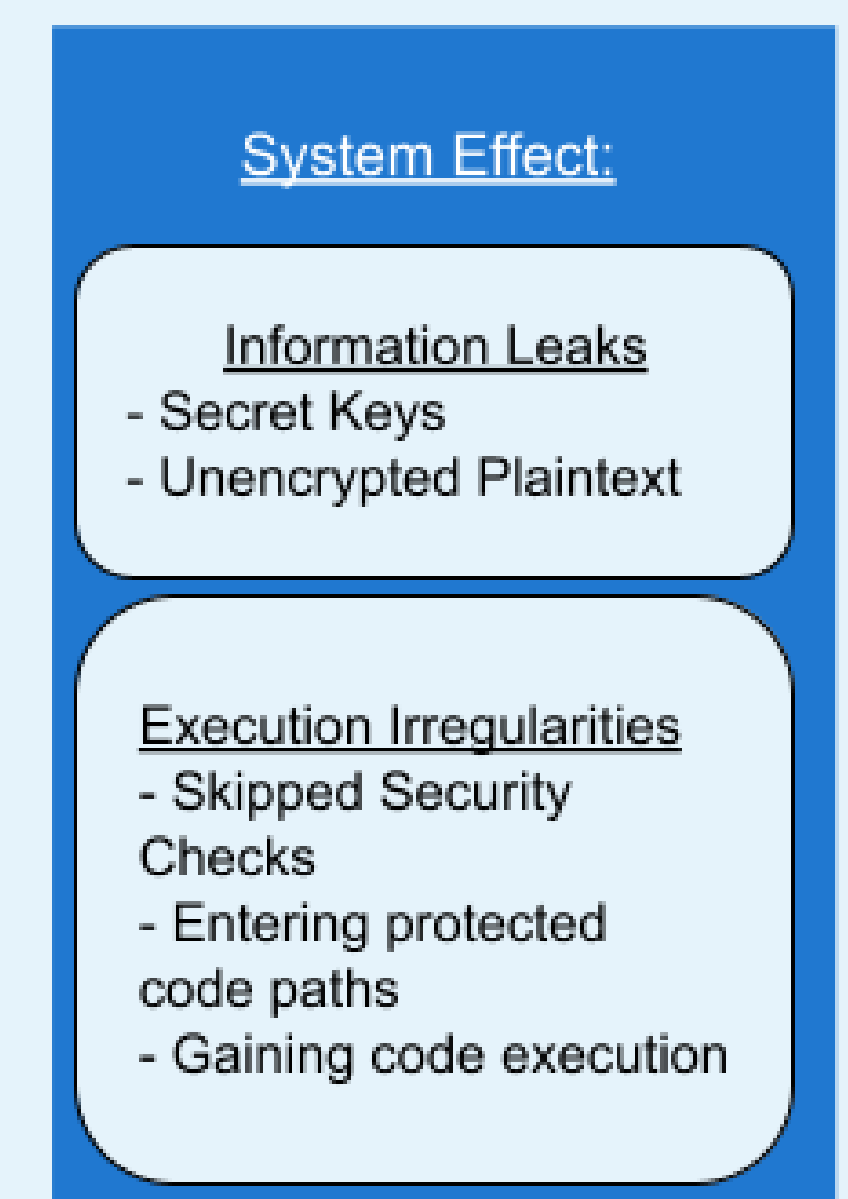 System Effect:
Information Leaks
- Secret Keys
- Unencrypted Plaintext
Execution Irregularities
- Skipped Security
Checks
- Entering protected
code paths
- Gaining code execution